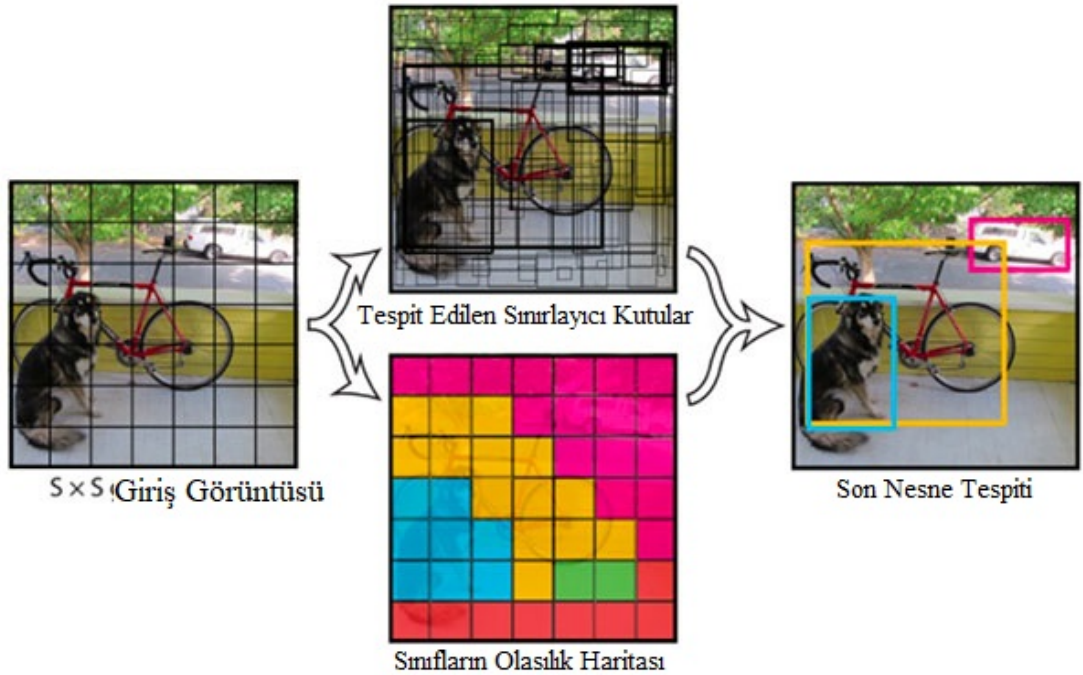 Tespit Edilen Sınırlayıcı Kutular
S × S Giriş Görüntüsü
Son Nesne Tespiti
Sınıfların Olasılık Haritası